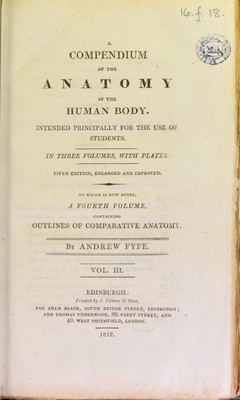 16. f. 18.
A
COMPENDIUM
OF THE
ANATOMY
OF THE
HUMAN BODY.
INTENDED PRINCIPALLY FOR THE USE OF
STUDENTS.
IN THREE VOLUMES, WITH PLATES.
FIFTH EDITION, ENLARGED AND IMPROVED.
TO WHICH IS NOW ADDED,
A FOURTH VOLUME,
CONTAINING
OUTLINES OF COMPARATIVE ANATOMY.
BY ANDREW FYFE.
VOL. III.
EDINBURGH:
Printed by J. Pillans & Sons,
FOR ADAM BLACK, SOUTH BRIDGE STREET, EDINBURGH;
AND THOMAS UNDERWOOD, 32, FLEET STREET, AND
40, WEST SMITHFIELD, LONDON.
1812.